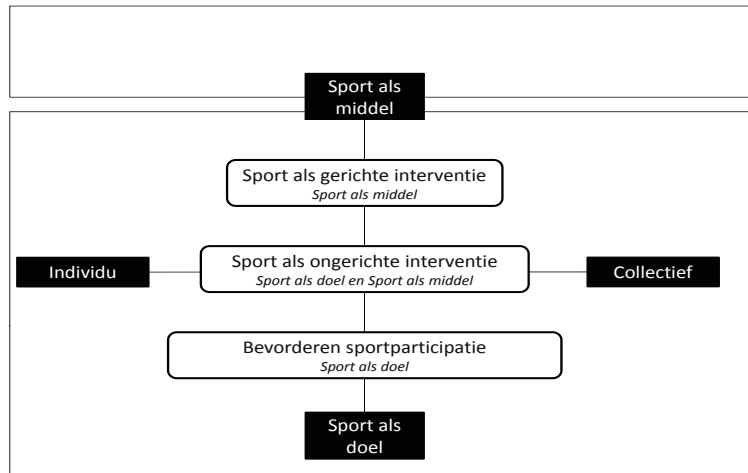 Sport als
middel
Sport als gerichte interventie
Sport als middel
Individu
Sport als ongerichte interventie
Sport als doel en Sport als middel
Collectief
Bevorderen sportparticipatie
Sport als doel
Sport als
doel